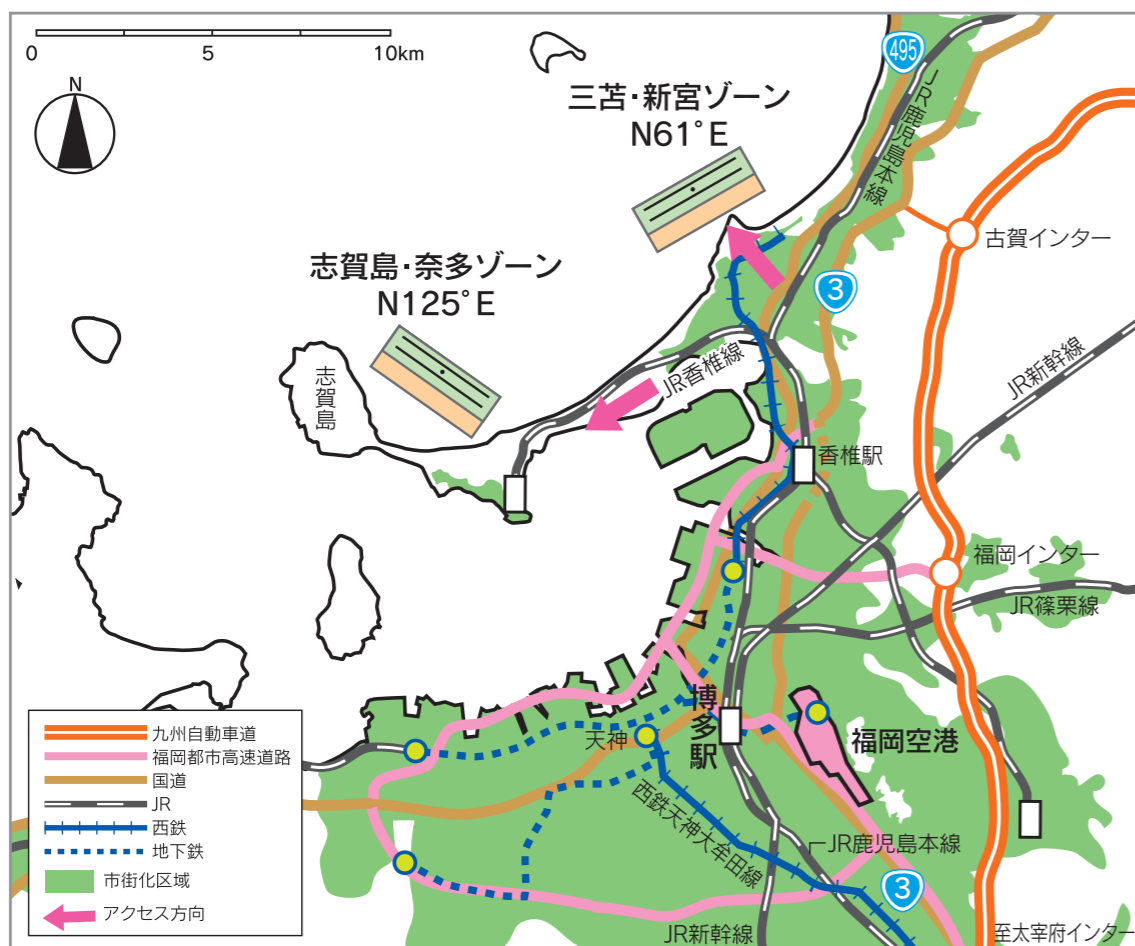 0 5 10km
N
495
三苫・新宮ゾーン
N61°E
JR鹿児島本線
古賀インター
志賀島・奈多ゾーン
N125°E
3
JR新幹線
志賀島
JR香椎線
香椎駅
福岡インター
JR篠栗線
博多駅
天神
福岡空港
西鉄天神大牟田線
JR鹿児島本線
3
JR新幹線
至太宰府インター
九州自動車道
福岡都市高速道路
国道
JR
西鉄
地下鉄
市街化区域
アクセス方向